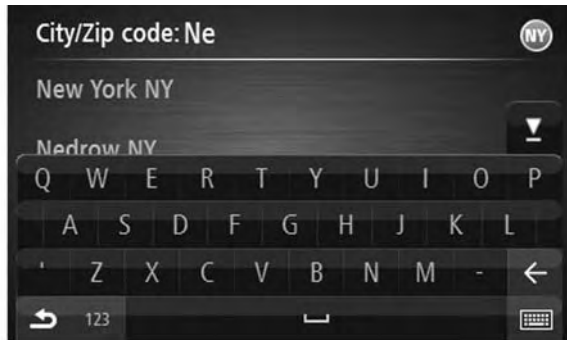 City/Zip code: Ne NY
New York NY
Nedrow NY
Q W E R T Y U I O P
A S D F G H J K L
' Z X C V B N M -
123